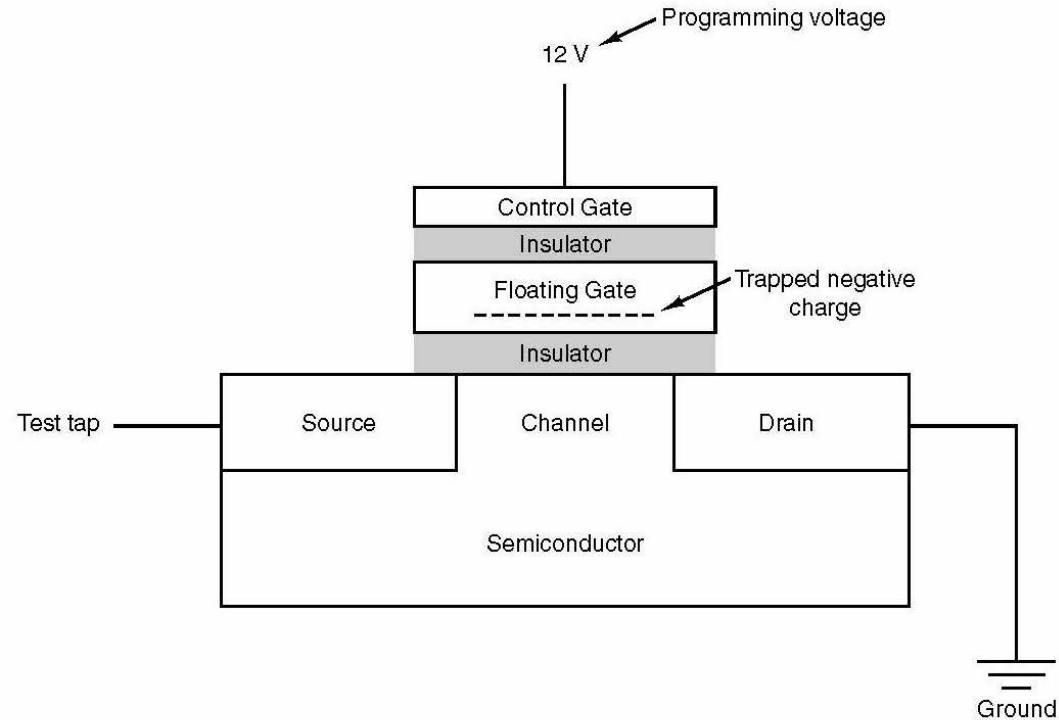 Programming voltage
12 V
Control Gate
Insulator
Floating Gate
Trapped negative
charge
Insulator
Test tap
Source
Channel
Drain
Semiconductor
Ground